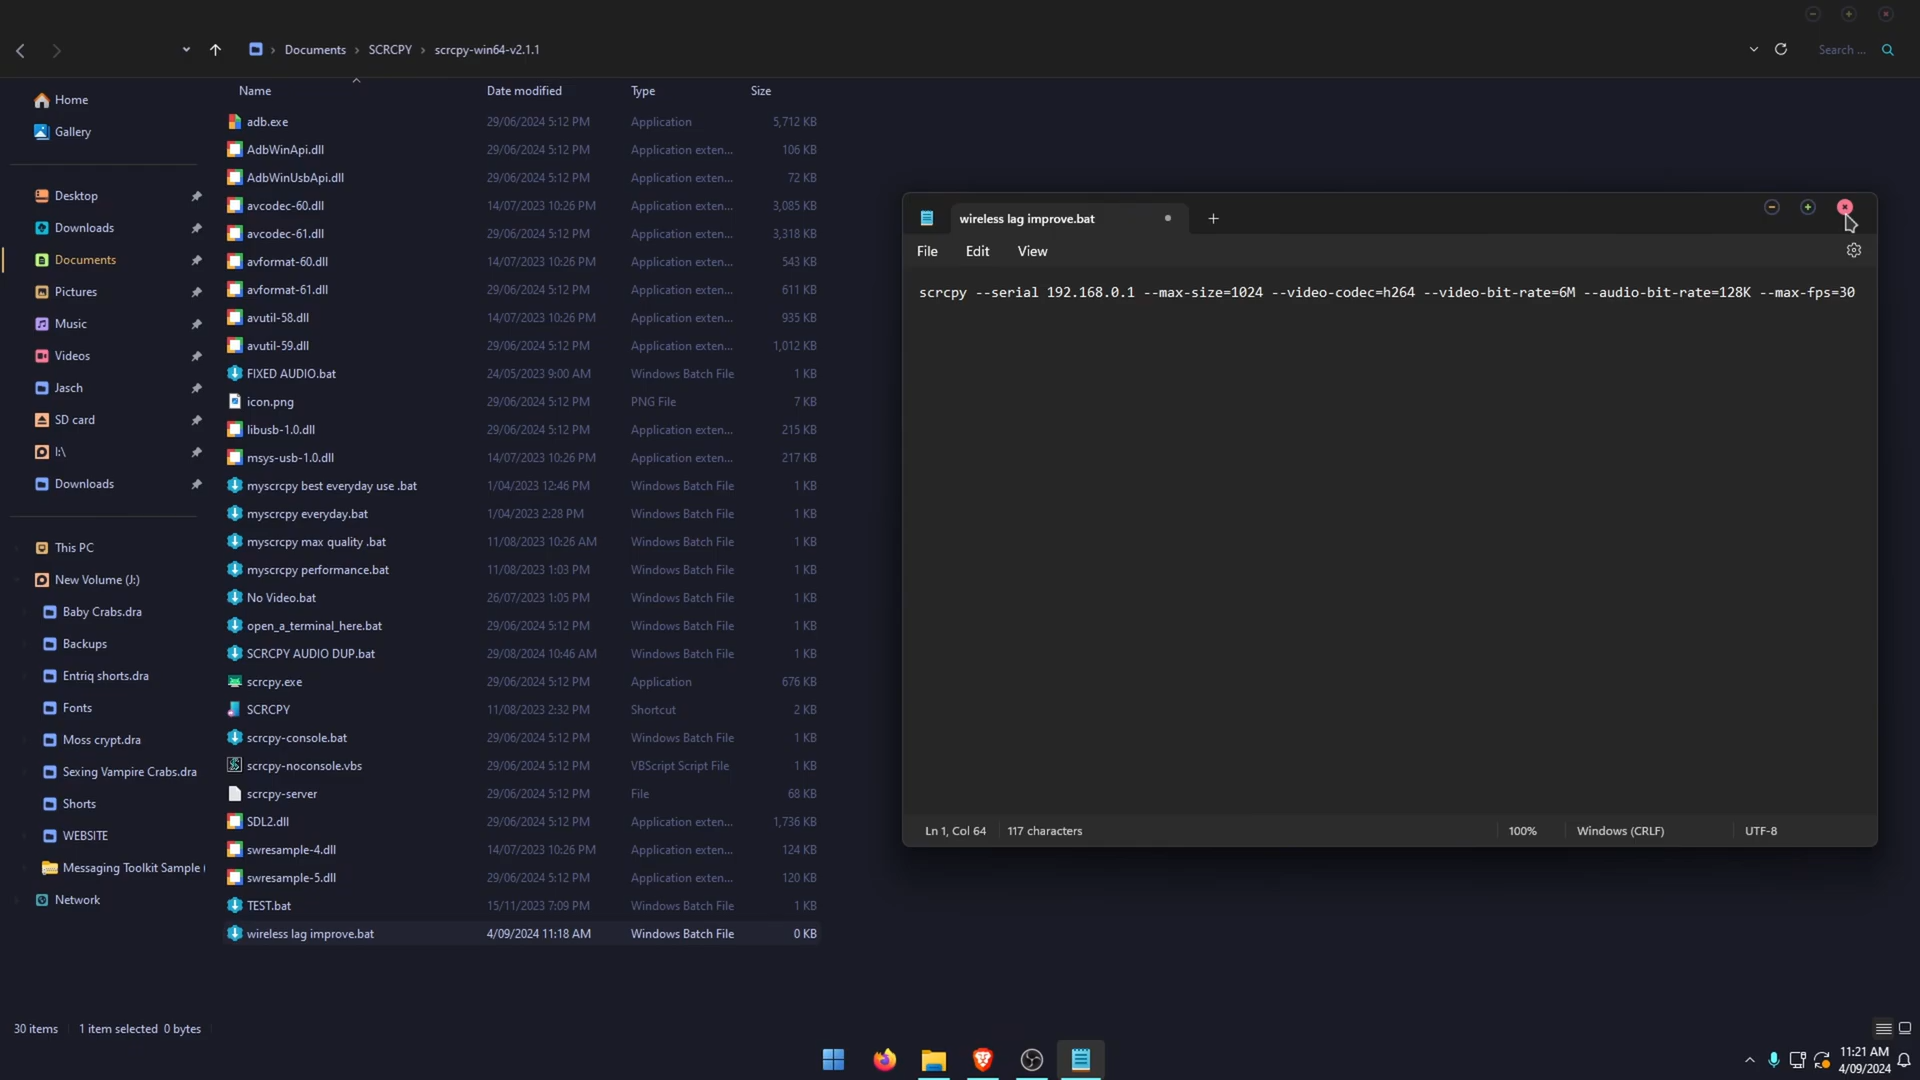 Documents > SCRCPY > scrcpy-win64-v2.1.1
Search ...
Home
Gallery
Desktop
Downloads
Documents
Pictures
Music
Videos
Jasch
SD card
I:\
Downloads
This PC
New Volume (J:)
Baby Crabs.dra
Backups
Entriq shorts.dra
Fonts
Moss crypt.dra
Sexing Vampire Crabs.dra
Shorts
WEBSITE
Messaging Toolkit Sample (
Network
Name Date modified Type Size
adb.exe 29/06/2024 5:12 PM Application 5,712 KB
AdbWinApi.dll 29/06/2024 5:12 PM Application exten... 106 KB
AdbWinUsbApi.dll 29/06/2024 5:12 PM Application exten... 72 KB
avcodec-60.dll 14/07/2023 10:26 PM Application exten... 3,085 KB
avcodec-61.dll 29/06/2024 5:12 PM Application exten... 3,318 KB
avformat-60.dll 14/07/2023 10:26 PM Application exten... 543 KB
avformat-61.dll 29/06/2024 5:12 PM Application exten... 611 KB
avutil-58.dll 14/07/2023 10:26 PM Application exten... 935 KB
avutil-59.dll 29/06/2024 5:12 PM Application exten... 1,012 KB
FIXED AUDIO.bat 24/05/2023 9:00 AM Windows Batch File 1 KB
icon.png 29/06/2024 5:12 PM PNG File 7 KB
libusb-1.0.dll 29/06/2024 5:12 PM Application exten... 215 KB
msys-usb-1.0.dll 14/07/2023 10:26 PM Application exten... 217 KB
myscrcpy best everyday use .bat 1/04/2023 12:46 PM Windows Batch File 1 KB
myscrcpy everyday.bat 1/04/2023 2:28 PM Windows Batch File 1 KB
myscrcpy max quality .bat 11/08/2023 10:26 AM Windows Batch File 1 KB
myscrcpy performance.bat 11/08/2023 1:03 PM Windows Batch File 1 KB
No Video.bat 26/07/2023 1:05 PM Windows Batch File 1 KB
open_a_terminal_here.bat 29/06/2024 5:12 PM Windows Batch File 1 KB
SCRCPY AUDIO DUP.bat 29/08/2024 10:46 AM Windows Batch File 1 KB
scrcpy.exe 29/06/2024 5:12 PM Application 676 KB
SCRCPY 11/08/2023 2:32 PM Shortcut 2 KB
scrcpy-console.bat 29/06/2024 5:12 PM Windows Batch File 1 KB
scrcpy-noconsole.vbs 29/06/2024 5:12 PM VBScript Script File 1 KB
scrcpy-server 29/06/2024 5:12 PM File 68 KB
SDL2.dll 29/06/2024 5:12 PM Application exten... 1,736 KB
swresample-4.dll 14/07/2023 10:26 PM Application exten... 124 KB
swresample-5.dll 29/06/2024 5:12 PM Application exten... 120 KB
TEST.bat 15/11/2023 7:09 PM Windows Batch File 1 KB
wireless lag improve.bat 4/09/2024 11:18 AM Windows Batch File 0 KB
wireless lag improve.bat
File Edit View
scrcpy --serial 192.168.0.1 --max-size=1024 --video-codec=h264 --video-bit-rate=6M --audio-bit-rate=128K --max-fps=30
Ln 1, Col 64 117 characters 100% Windows (CRLF) UTF-8
30 items 1 item selected 0 bytes
11:21 AM
4/09/2024